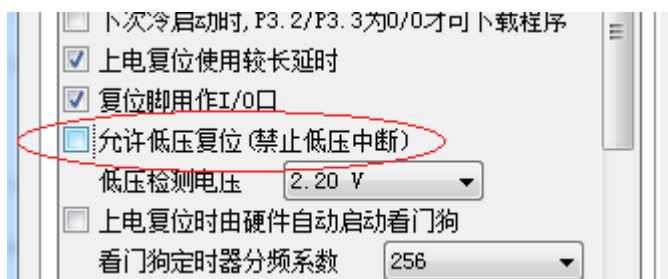 下次冷启动时, P3.2/P3.3为0/0才可下载程序
上电复位使用较长延时
复位脚用作I/O口
允许低压复位(禁止低压中断)
低压检测电压 2.20 V
上电复位时由硬件自动启动看门狗
看门狗定时器分频系数 256